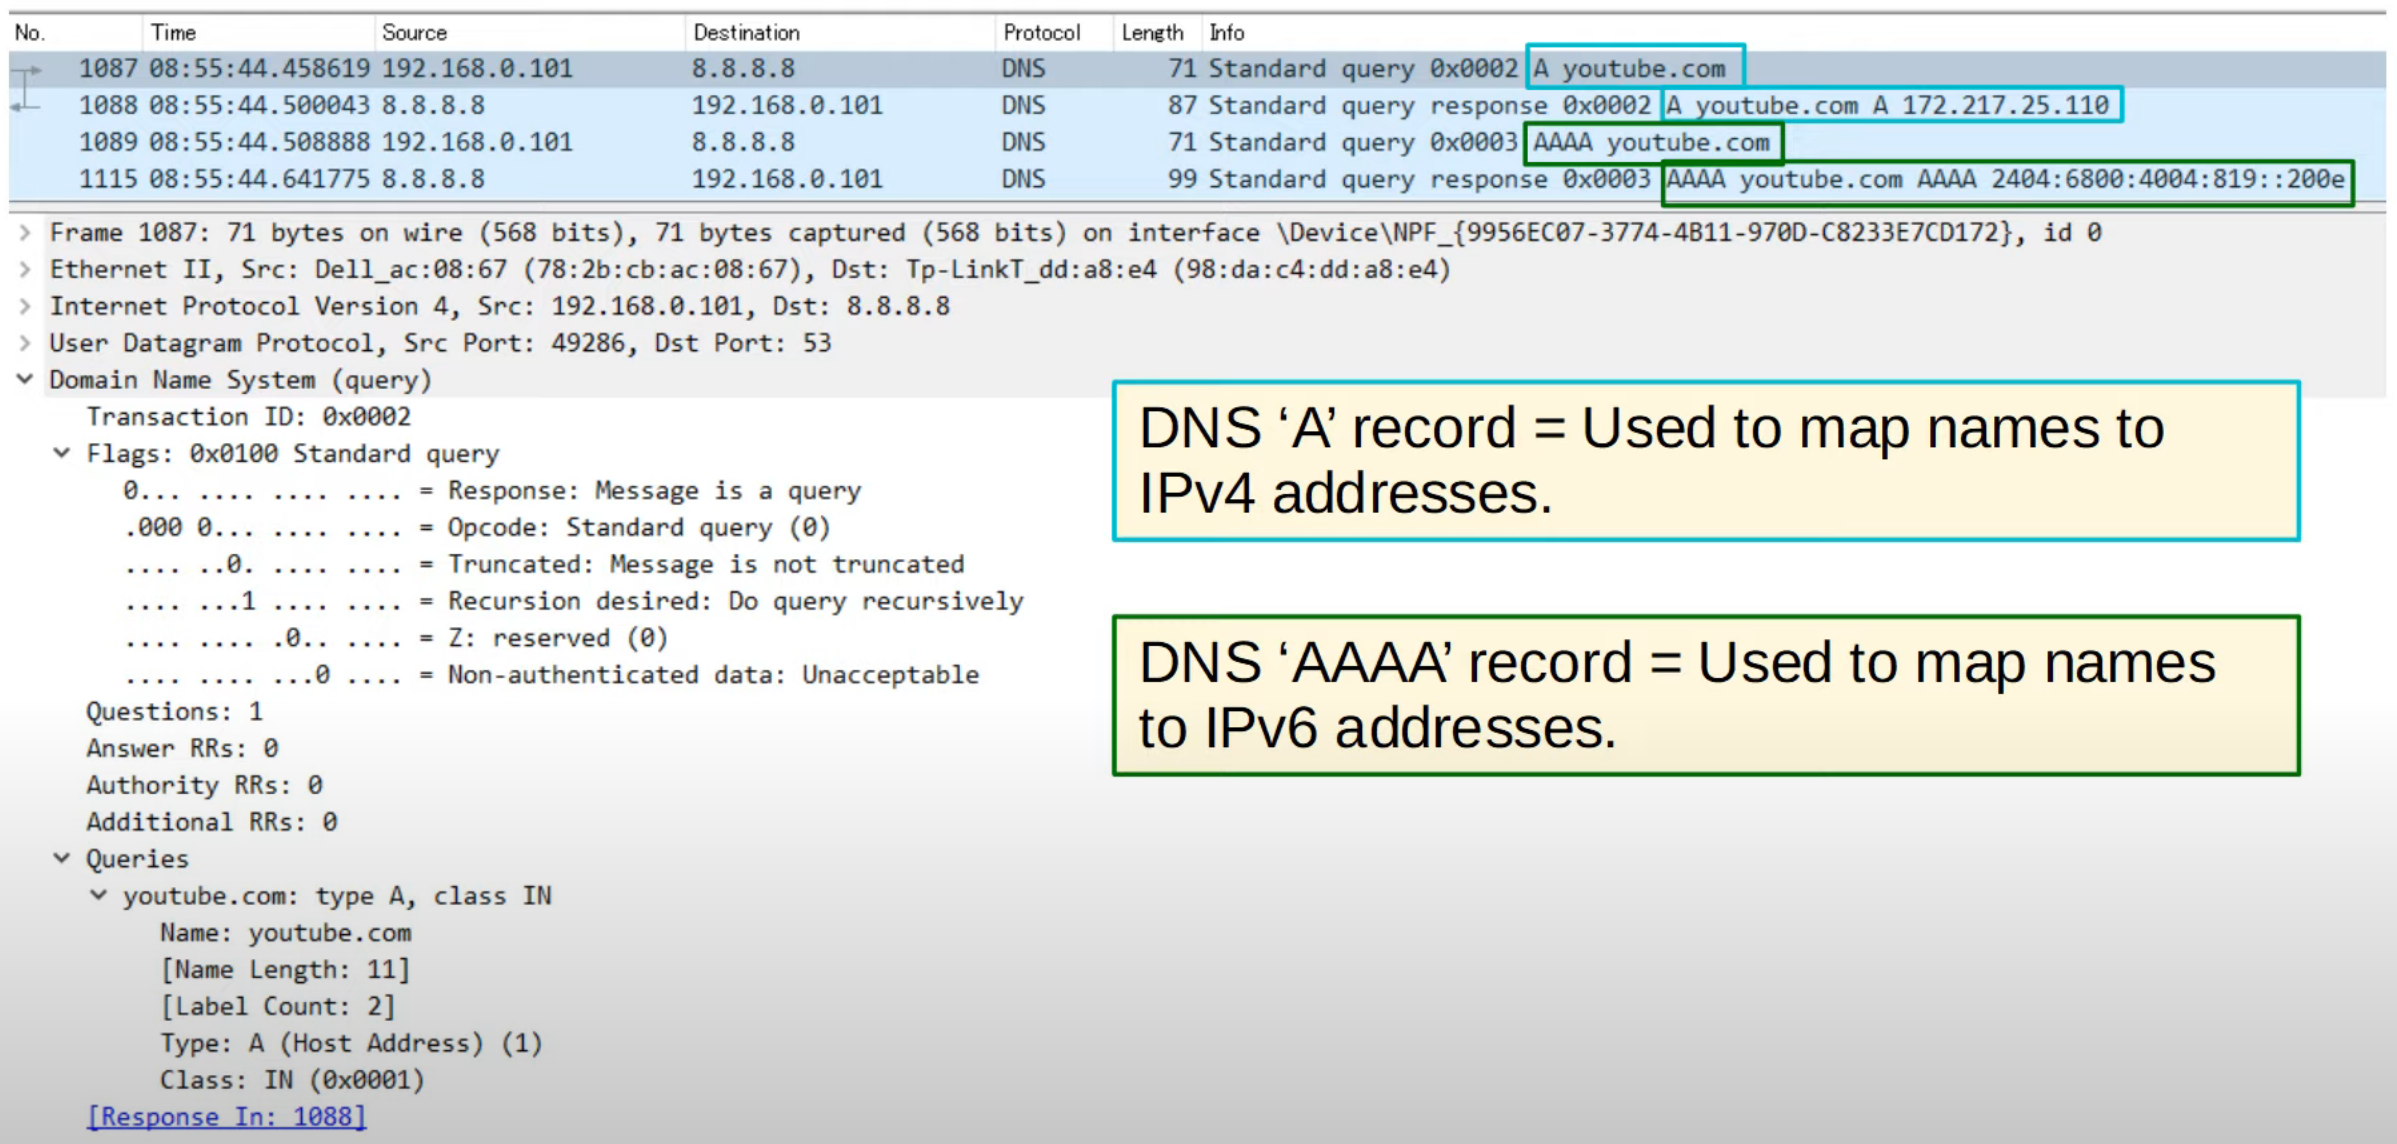 No. Time Source Destination Protocol Length Info
1087 08:55:44.458619 192.168.0.101 8.8.8.8 DNS 71 Standard query 0x0002 A youtube.com
1088 08:55:44.500043 8.8.8.8 192.168.0.101 DNS 87 Standard query response 0x0002 A youtube.com A 172.217.25.110
1089 08:55:44.508888 192.168.0.101 8.8.8.8 DNS 71 Standard query 0x0003 AAAA youtube.com
1115 08:55:44.641775 8.8.8.8 192.168.0.101 DNS 99 Standard query response 0x0003 AAAA youtube.com AAAA 2404:6800:4004:819::200e
Frame 1087: 71 bytes on wire (568 bits), 71 bytes captured (568 bits) on interface \Device\NPF_{9956EC07-3774-4B11-970D-C8233E7CD172}, id 0
Ethernet II, Src: Dell_ac:08:67 (78:2b:cb:ac:08:67), Dst: Tp-LinkT_dd:a8:e4 (98:da:c4:dd:a8:e4)
Internet Protocol Version 4, Src: 192.168.0.101, Dst: 8.8.8.8
User Datagram Protocol, Src Port: 49286, Dst Port: 53
Domain Name System (query)
Transaction ID: 0x0002
Flags: 0x0100 Standard query
0... .... .... .... = Response: Message is a query
.000 0... .... .... = Opcode: Standard query (0)
.... ..0. .... .... = Truncated: Message is not truncated
.... ...1 .... .... = Recursion desired: Do query recursively
.... .... .0.. .... = Z: reserved (0)
.... .... ...0 .... = Non-authenticated data: Unacceptable
Questions: 1
Answer RRs: 0
Authority RRs: 0
Additional RRs: 0
Queries
youtube.com: type A, class IN
Name: youtube.com
[Name Length: 11]
[Label Count: 2]
Type: A (Host Address) (1)
Class: IN (0x0001)
[Response In: 1088]
DNS ‘A’ record = Used to map names to
IPv4 addresses.
DNS ‘AAAA’ record = Used to map names
to IPv6 addresses.